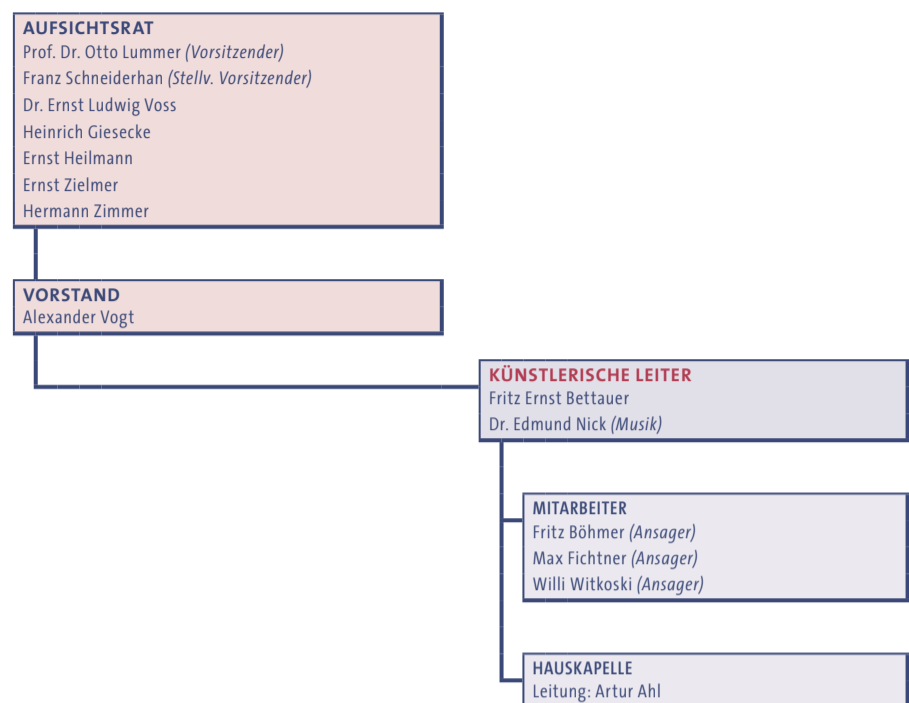 AUFSICHTSRAT
Prof. Dr. Otto Lummer (Vorsitzender)
Franz Schneiderhan (Stellv. Vorsitzender)
Dr. Ernst Ludwig Voss
Heinrich Giesecke
Ernst Heilmann
Ernst Zielmer
Hermann Zimmer
VORSTAND
Alexander Vogt
KÜNSTLERISCHE LEITER
Fritz Ernst Bettauer
Dr. Edmund Nick (Musik)
MITARBEITER
Fritz Böhmer (Ansager)
Max Fichtner (Ansager)
Willi Witkoski (Ansager)
HAUSKAPELLE
Leitung: Artur Ahl